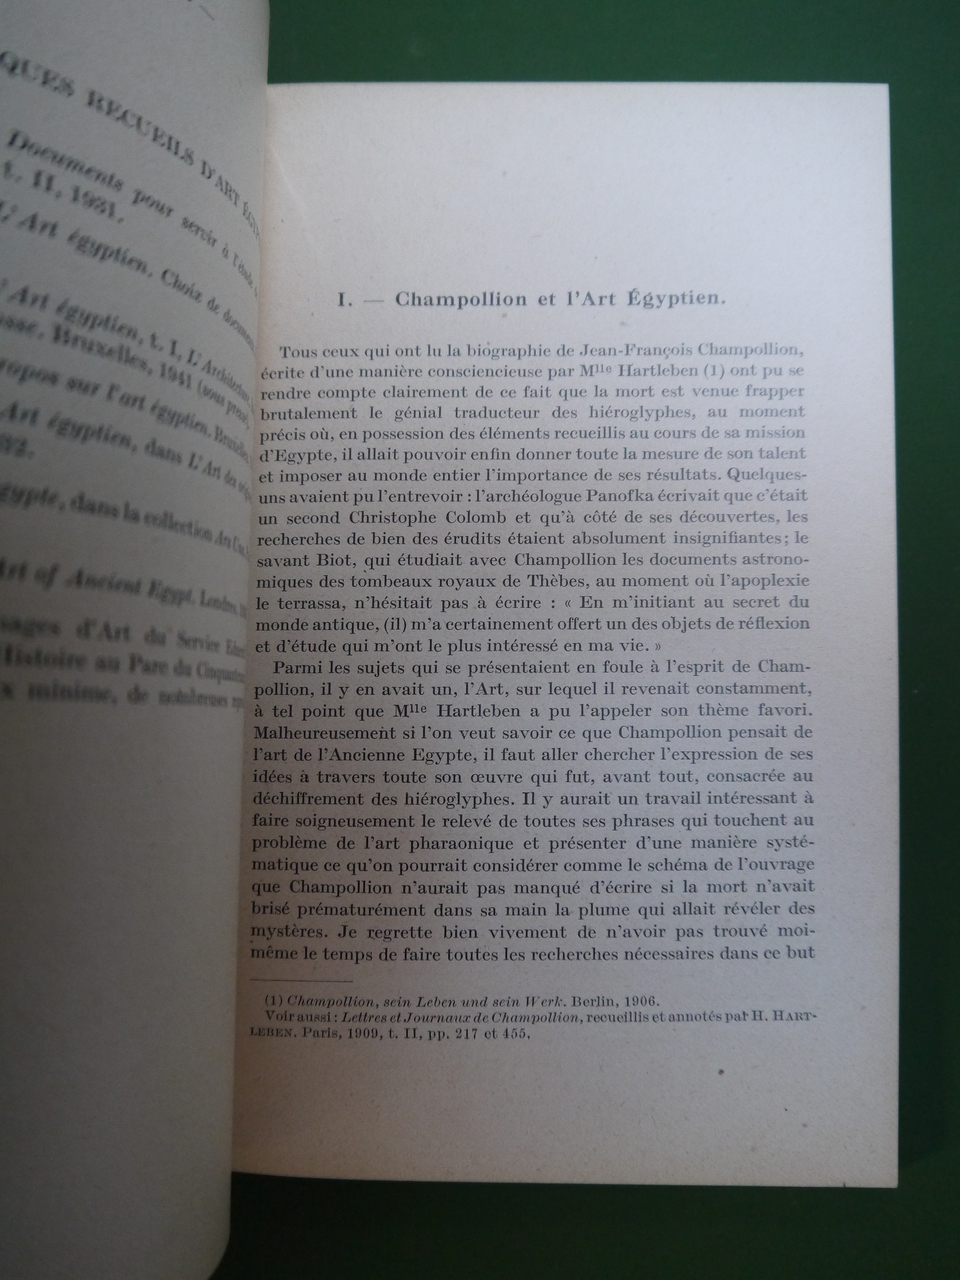 QUES RECUEILS D'ART
Documents pour servir à l'étude
t. II, 1931.
L'Art égyptien. Choix de documents
L'Art égyptien, t. I, L'Architecture
Bruxelles, 1941 (sous presse)
propos sur l'art égyptien.
Art égyptien, dans L'Art des
Egypte, dans la collection
Art of Ancient Egypt. London,
d'Art du Service
Histoire au Parc du
minime, de nombreuses
I. — Champollion et l'Art Égyptien.
Tous ceux qui ont lu la biographie de Jean-François Champollion,
écrite d'une manière consciencieuse par Mlle Hartleben (1) ont pu se
rendre compte clairement de ce fait que la mort est venue frapper
brutalement le génial traducteur des hiéroglyphes, au moment
précis où, en possession des éléments recueillis au cours de sa mission
d'Egypte, il allait pouvoir enfin donner toute la mesure de son talent
et imposer au monde entier l'importance de ses résultats. Quelques-
uns avaient pu l'entrevoir : l'archéologue Panofka écrivait que c'était
un second Christophe Colomb et qu'à côté de ses découvertes, les
recherches de bien des érudits étaient absolument insignifiantes; le
savant Biot, qui étudiait avec Champollion les documents astrono-
miques des tombeaux royaux de Thèbes, au moment où l'apoplexie
le terrassa, n'hésitait pas à écrire : « En m'initiant au secret du
monde antique, (il) m'a certainement offert un des objets de réflexion
et d'étude qui m'ont le plus intéressé en ma vie. »
Parmi les sujets qui se présentaient en foule à l'esprit de Cham-
pollion, il y en avait un, l'Art, sur lequel il revenait constamment,
à tel point que Mlle Hartleben a pu l'appeler son thème favori.
Malheureusement si l'on veut savoir ce que Champollion pensait de
l'art de l'Ancienne Egypte, il faut aller chercher l'expression de ses
idées à travers toute son œuvre qui fut, avant tout, consacrée au
déchiffrement des hiéroglyphes. Il y aurait un travail intéressant à
faire soigneusement le relevé de toutes ses phrases qui touchent au
problème de l'art pharaonique et présenter d'une manière systé-
matique ce qu'on pourrait considérer comme le schéma de l'ouvrage
que Champollion n'aurait pas manqué d'écrire si la mort n'avait
brisé prématurément dans sa main la plume qui allait révéler des
mystères. Je regrette bien vivement de n'avoir pas trouvé moi-
même le temps de faire toutes les recherches nécessaires dans ce but
(1) Champollion, sein Leben und sein Werk. Berlin, 1906.
Voir aussi : Lettres et Journaux de Champollion, recueillis et annotés par H. HART-
LEBEN. Paris, 1909, t. II, pp. 217 et 455.